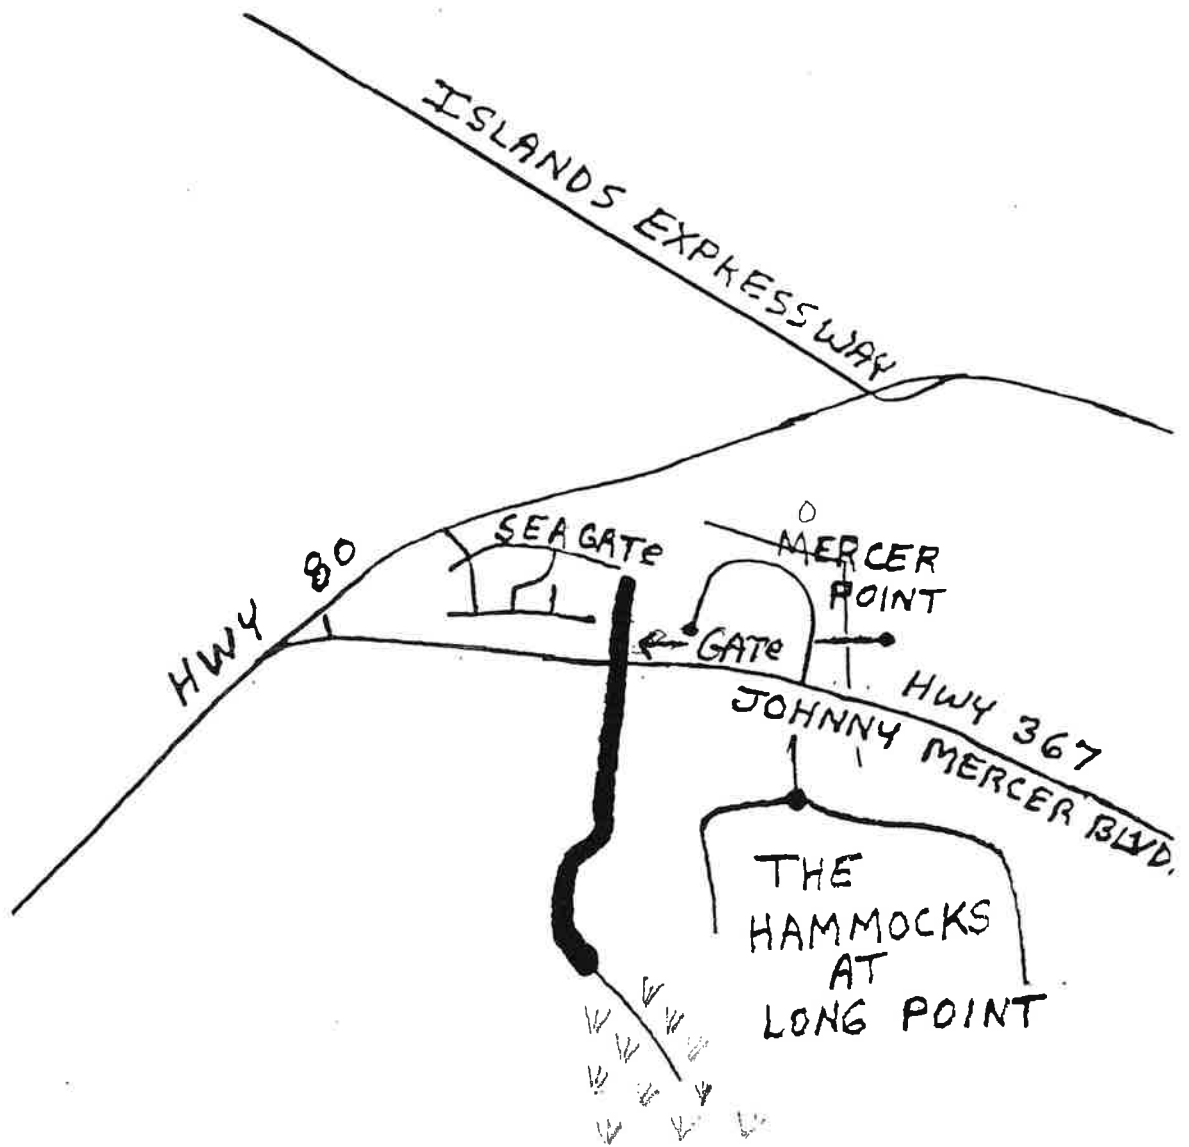 ISLANDS EXPRESSWAY
SEAGATe
MERCER
POINT
HWY 80
GATe
HWY 367
JOHNNY MERCER BLVD.
THE
HAMMOCKS
AT
LONG POINT